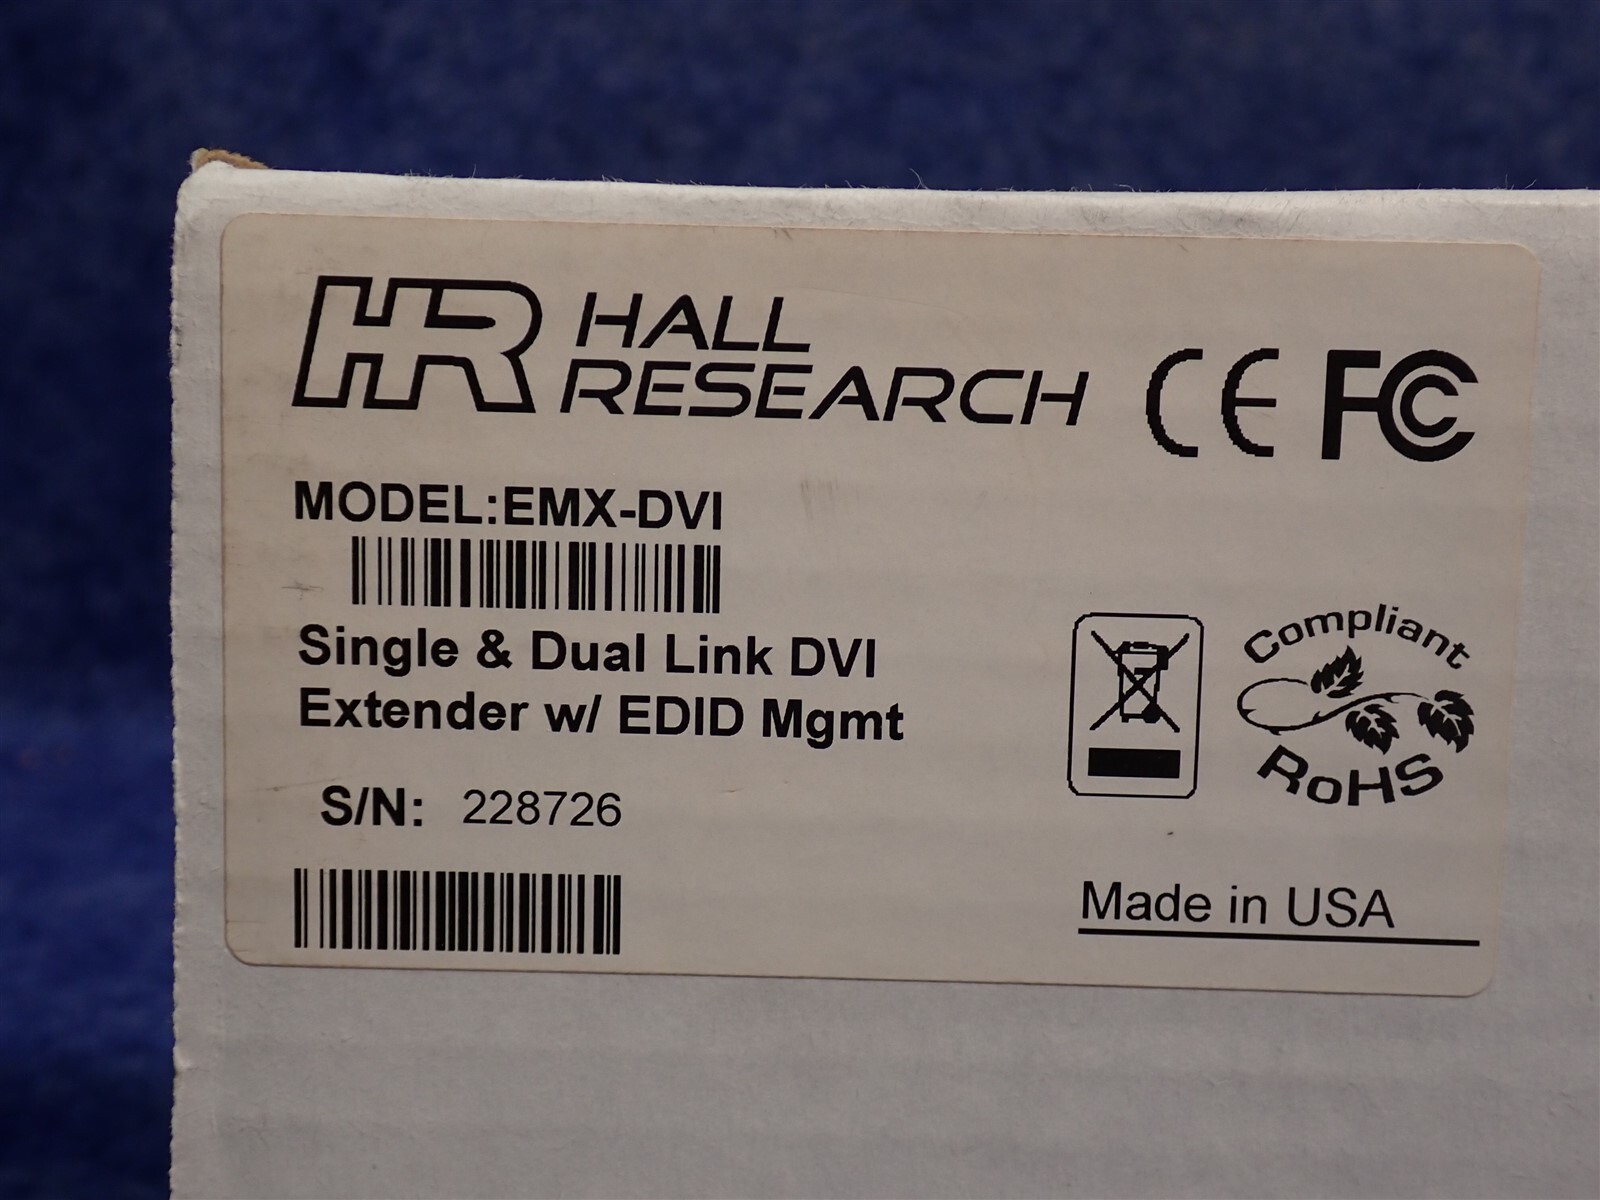 HR HALL
RESEARCH
CE FCC
MODEL:EMX-DVI
Single & Dual Link DVI
Extender w/ EDID Mgmt
S/N: 228726
Compliant
RoHS
Made in USA